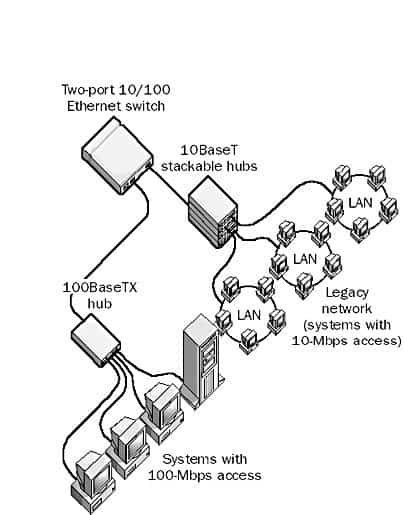 Two-port 10/100
Ethernet switch
10BaseT
stackable hubs
LAN
LAN
LAN
100BaseTX
hub
Legacy
network
(systems with
10-Mbps access)
Systems with
100-Mbps access